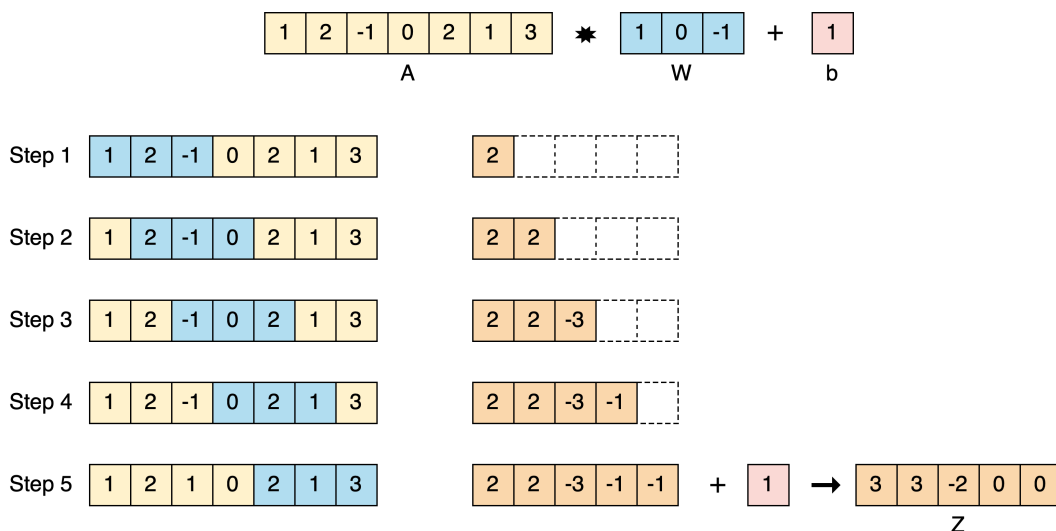 1 2 -1 0 2 1 3 * 1 0 -1 + 1
A W b
Step 1 1 2 -1 0 2 1 3 2
Step 2 1 2 -1 0 2 1 3 2 2
Step 3 1 2 -1 0 2 1 3 2 2 -3
Step 4 1 2 -1 0 2 1 3 2 2 -3 -1
Step 5 1 2 1 0 2 1 3 2 2 -3 -1 -1 + 1 → 3 3 -2 0 0
Z